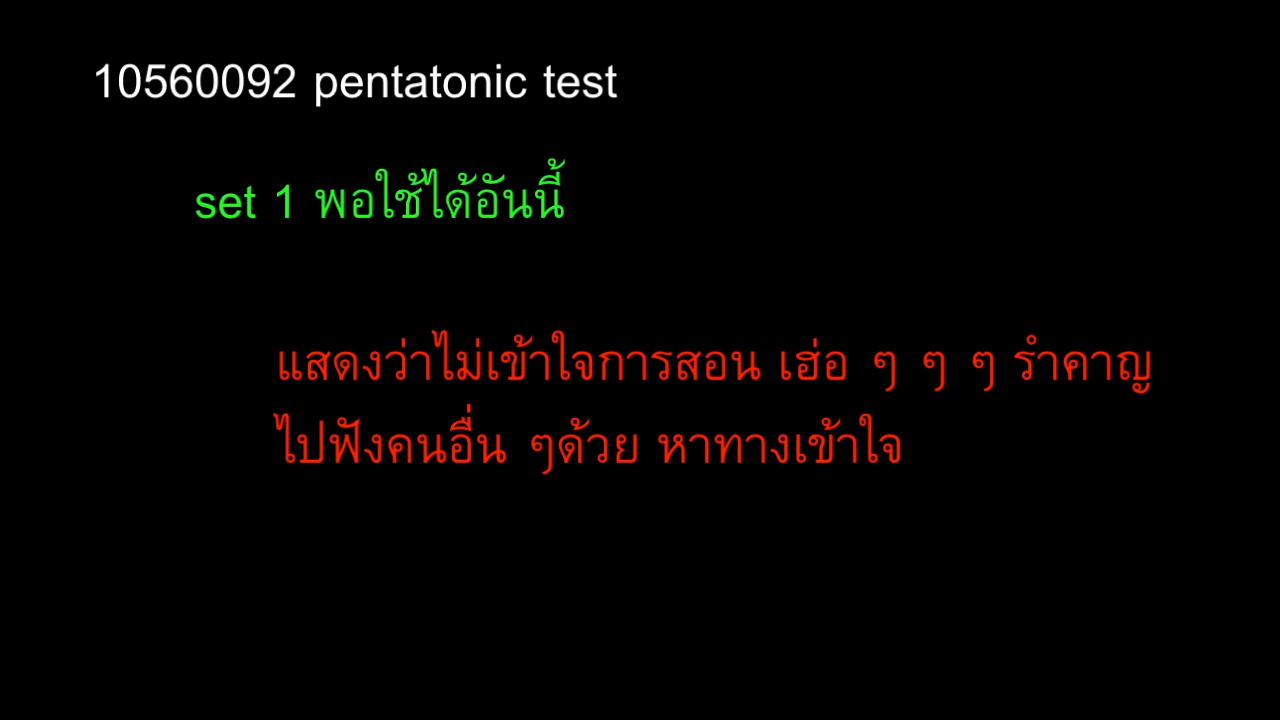 10560092 pentatonic test
set 1 พอใช้ได้อันนี้
แสดงว่าไม่เข้าใจการสอน เฮ่อ ๆ ๆ ๆ รำคาญ
ไปฟังคนอื่น ๆด้วย หาทางเข้าใจ